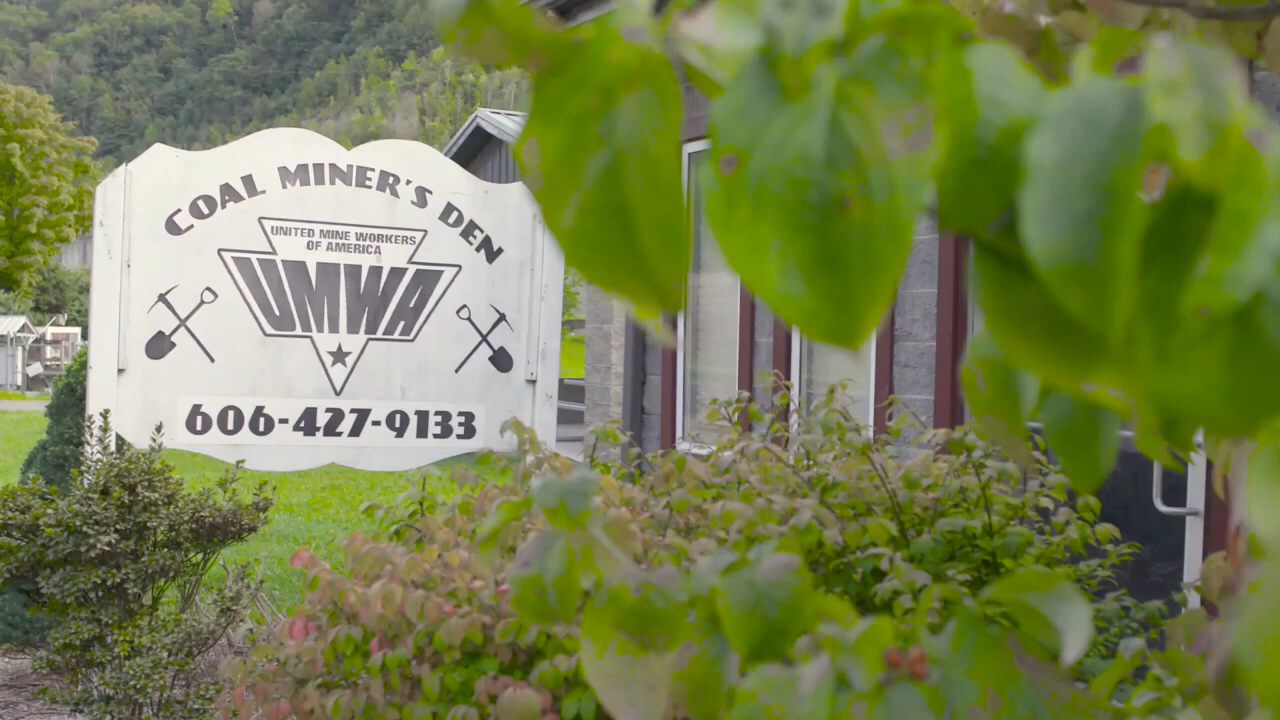 COAL MINER'S DEN
UNITED MINE WORKERS
OF AMERICA
UMWA
606-427-9133